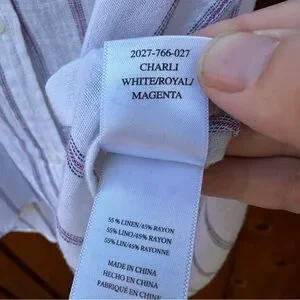 2027-766-027
CHARLI
WHITE/ROYAL/
MAGENTA
55 % LINEN/45% RAYON
55% LINO/45% RAYON
55% LIN/45 % RAYONNE
MADE IN CHINA
HECHO EN CHINA
FABRIQUÉ EN CHINE